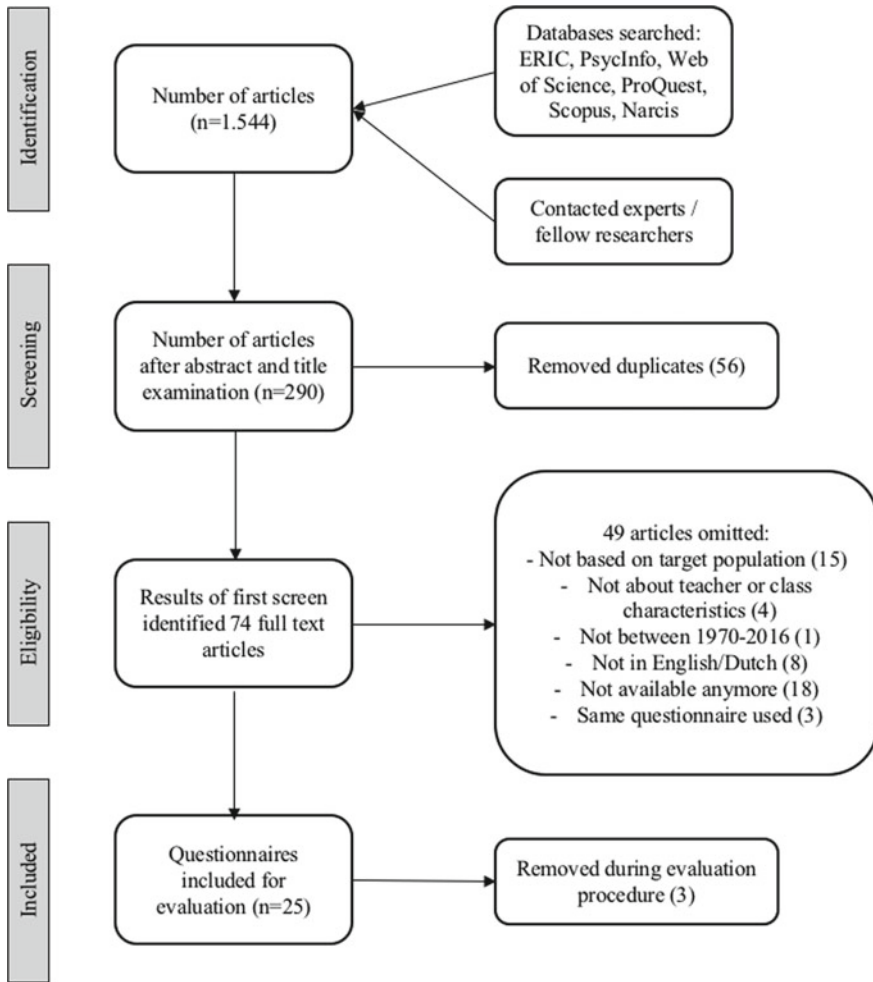 Identification
Number of articles
(n=1.544)
Databases searched:
ERIC, PsycInfo, Web
of Science, ProQuest,
Scopus, Narcis
Contacted experts /
fellow researchers
Screening
Number of articles
after abstract and title
examination (n=290)
Removed duplicates (56)
Eligibility
Results of first screen
identified 74 full text
articles
49 articles omitted:
- Not based on target population (15)
- Not about teacher or class
characteristics (4)
- Not between 1970-2016 (1)
- Not in English/Dutch (8)
- Not available anymore (18)
- Same questionnaire used (3)
Included
Questionnaires
included for
evaluation (n=25)
Removed during evaluation
procedure (3)